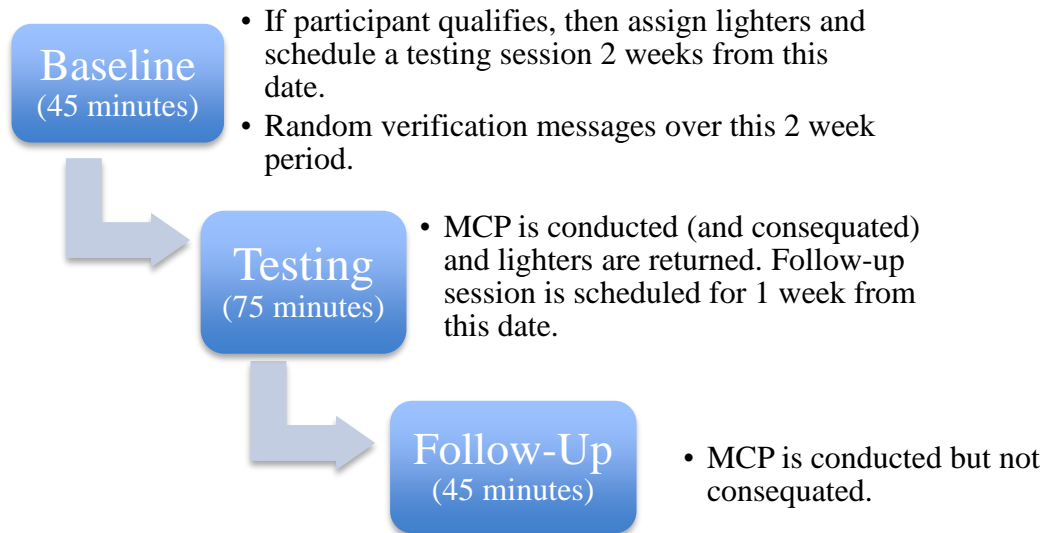 Baseline
(45 minutes)
• If participant qualifies, then assign lighters and
schedule a testing session 2 weeks from this
date.
• Random verification messages over this 2 week
period.
Testing
(75 minutes)
• MCP is conducted (and consequated)
and lighters are returned. Follow-up
session is scheduled for 1 week from
this date.
Follow-Up
(45 minutes)
• MCP is conducted but not
consequated.